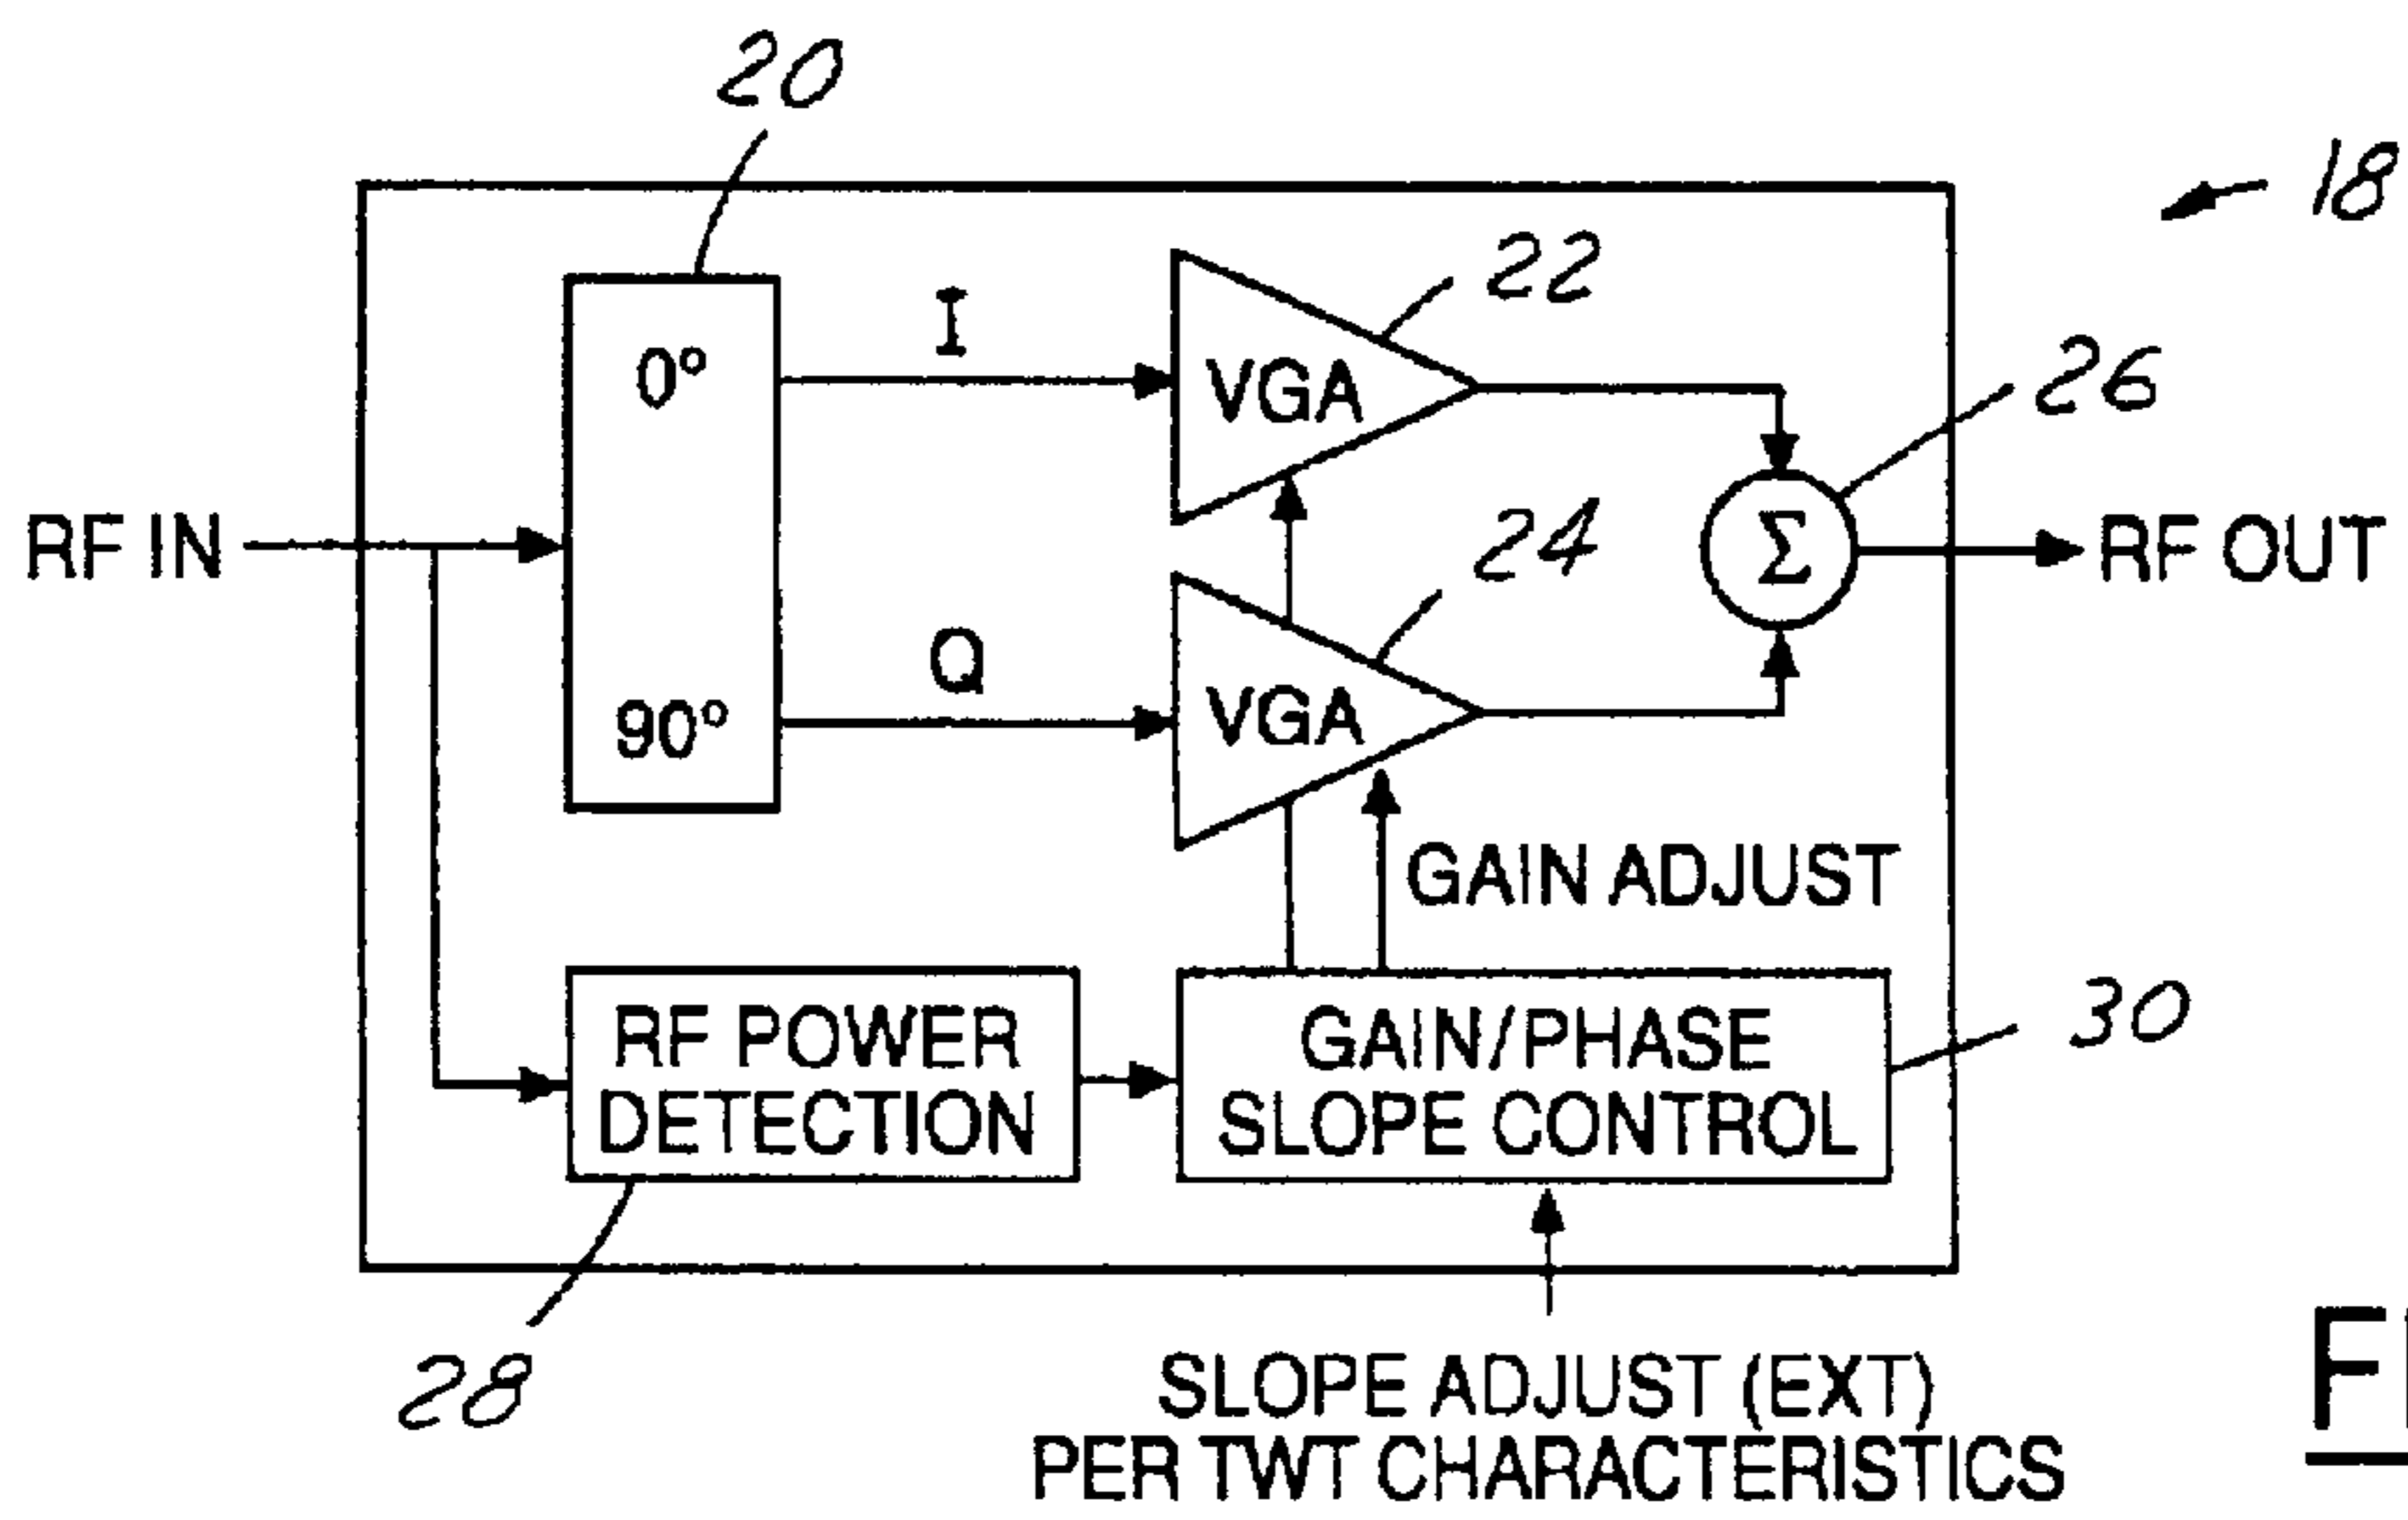 20
18
I
22
0°
VGA
26
RF IN
24
Σ
RF OUT
Q
90°
VGA
GAIN ADJUST
RF POWER
DETECTION
GAIN/PHASE
SLOPE CONTROL
30
28
SLOPE ADJUST (EXT)
PER TWT CHARACTERISTICS